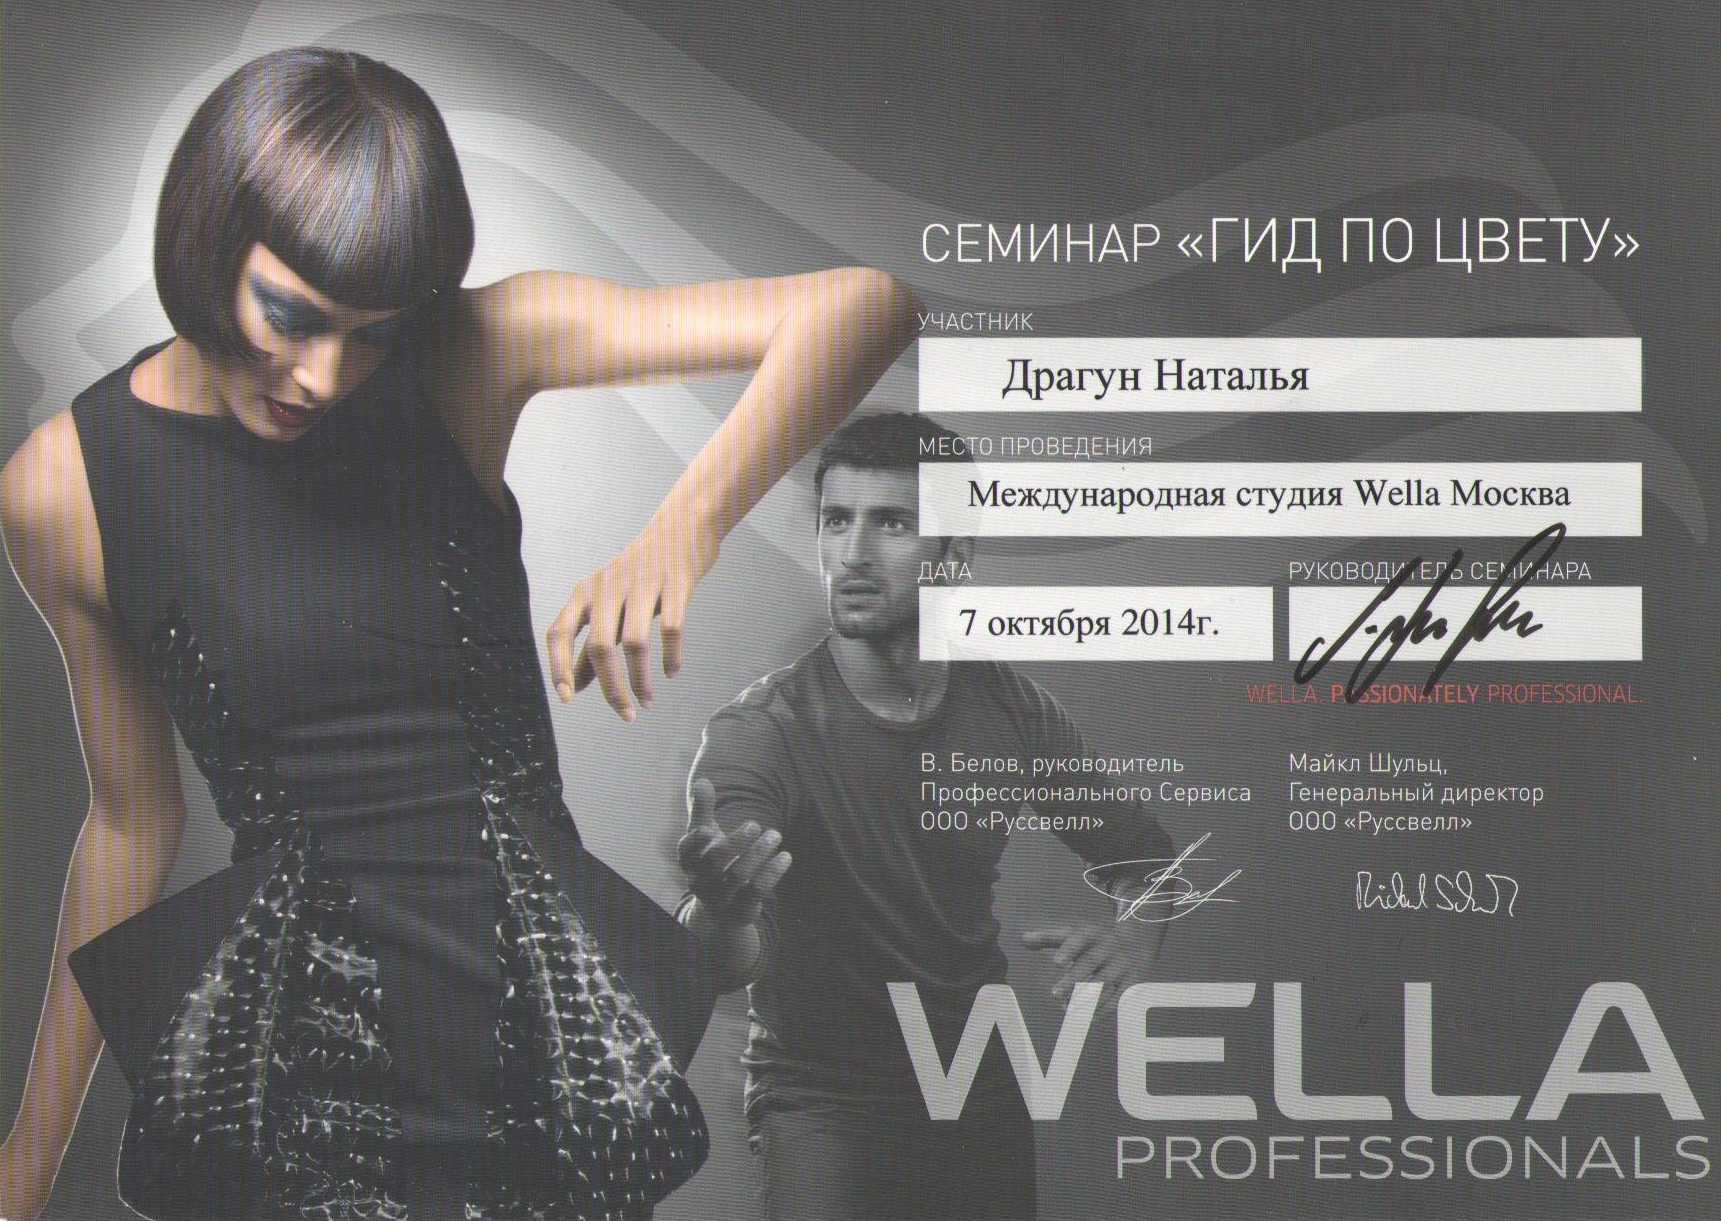 СЕМИНАР «ГИД ПО ЦВЕТУ»
УЧАСТНИК
Драгун Наталья
МЕСТО ПРОВЕДЕНИЯ
Международная студия Wella Москва
ДАТА
РУКОВОДИТЕЛЬ СЕМИНАРА
7 октября 2014г.
WELLA. PASSIONATELY PROFESSIONAL.
В. Белов, руководитель
Профессионального Сервиса
ООО «Руссвелл»
Майкл Шульц,
Генеральный директор
ООО «Руссвелл»
WELLA
PROFESSIONALS